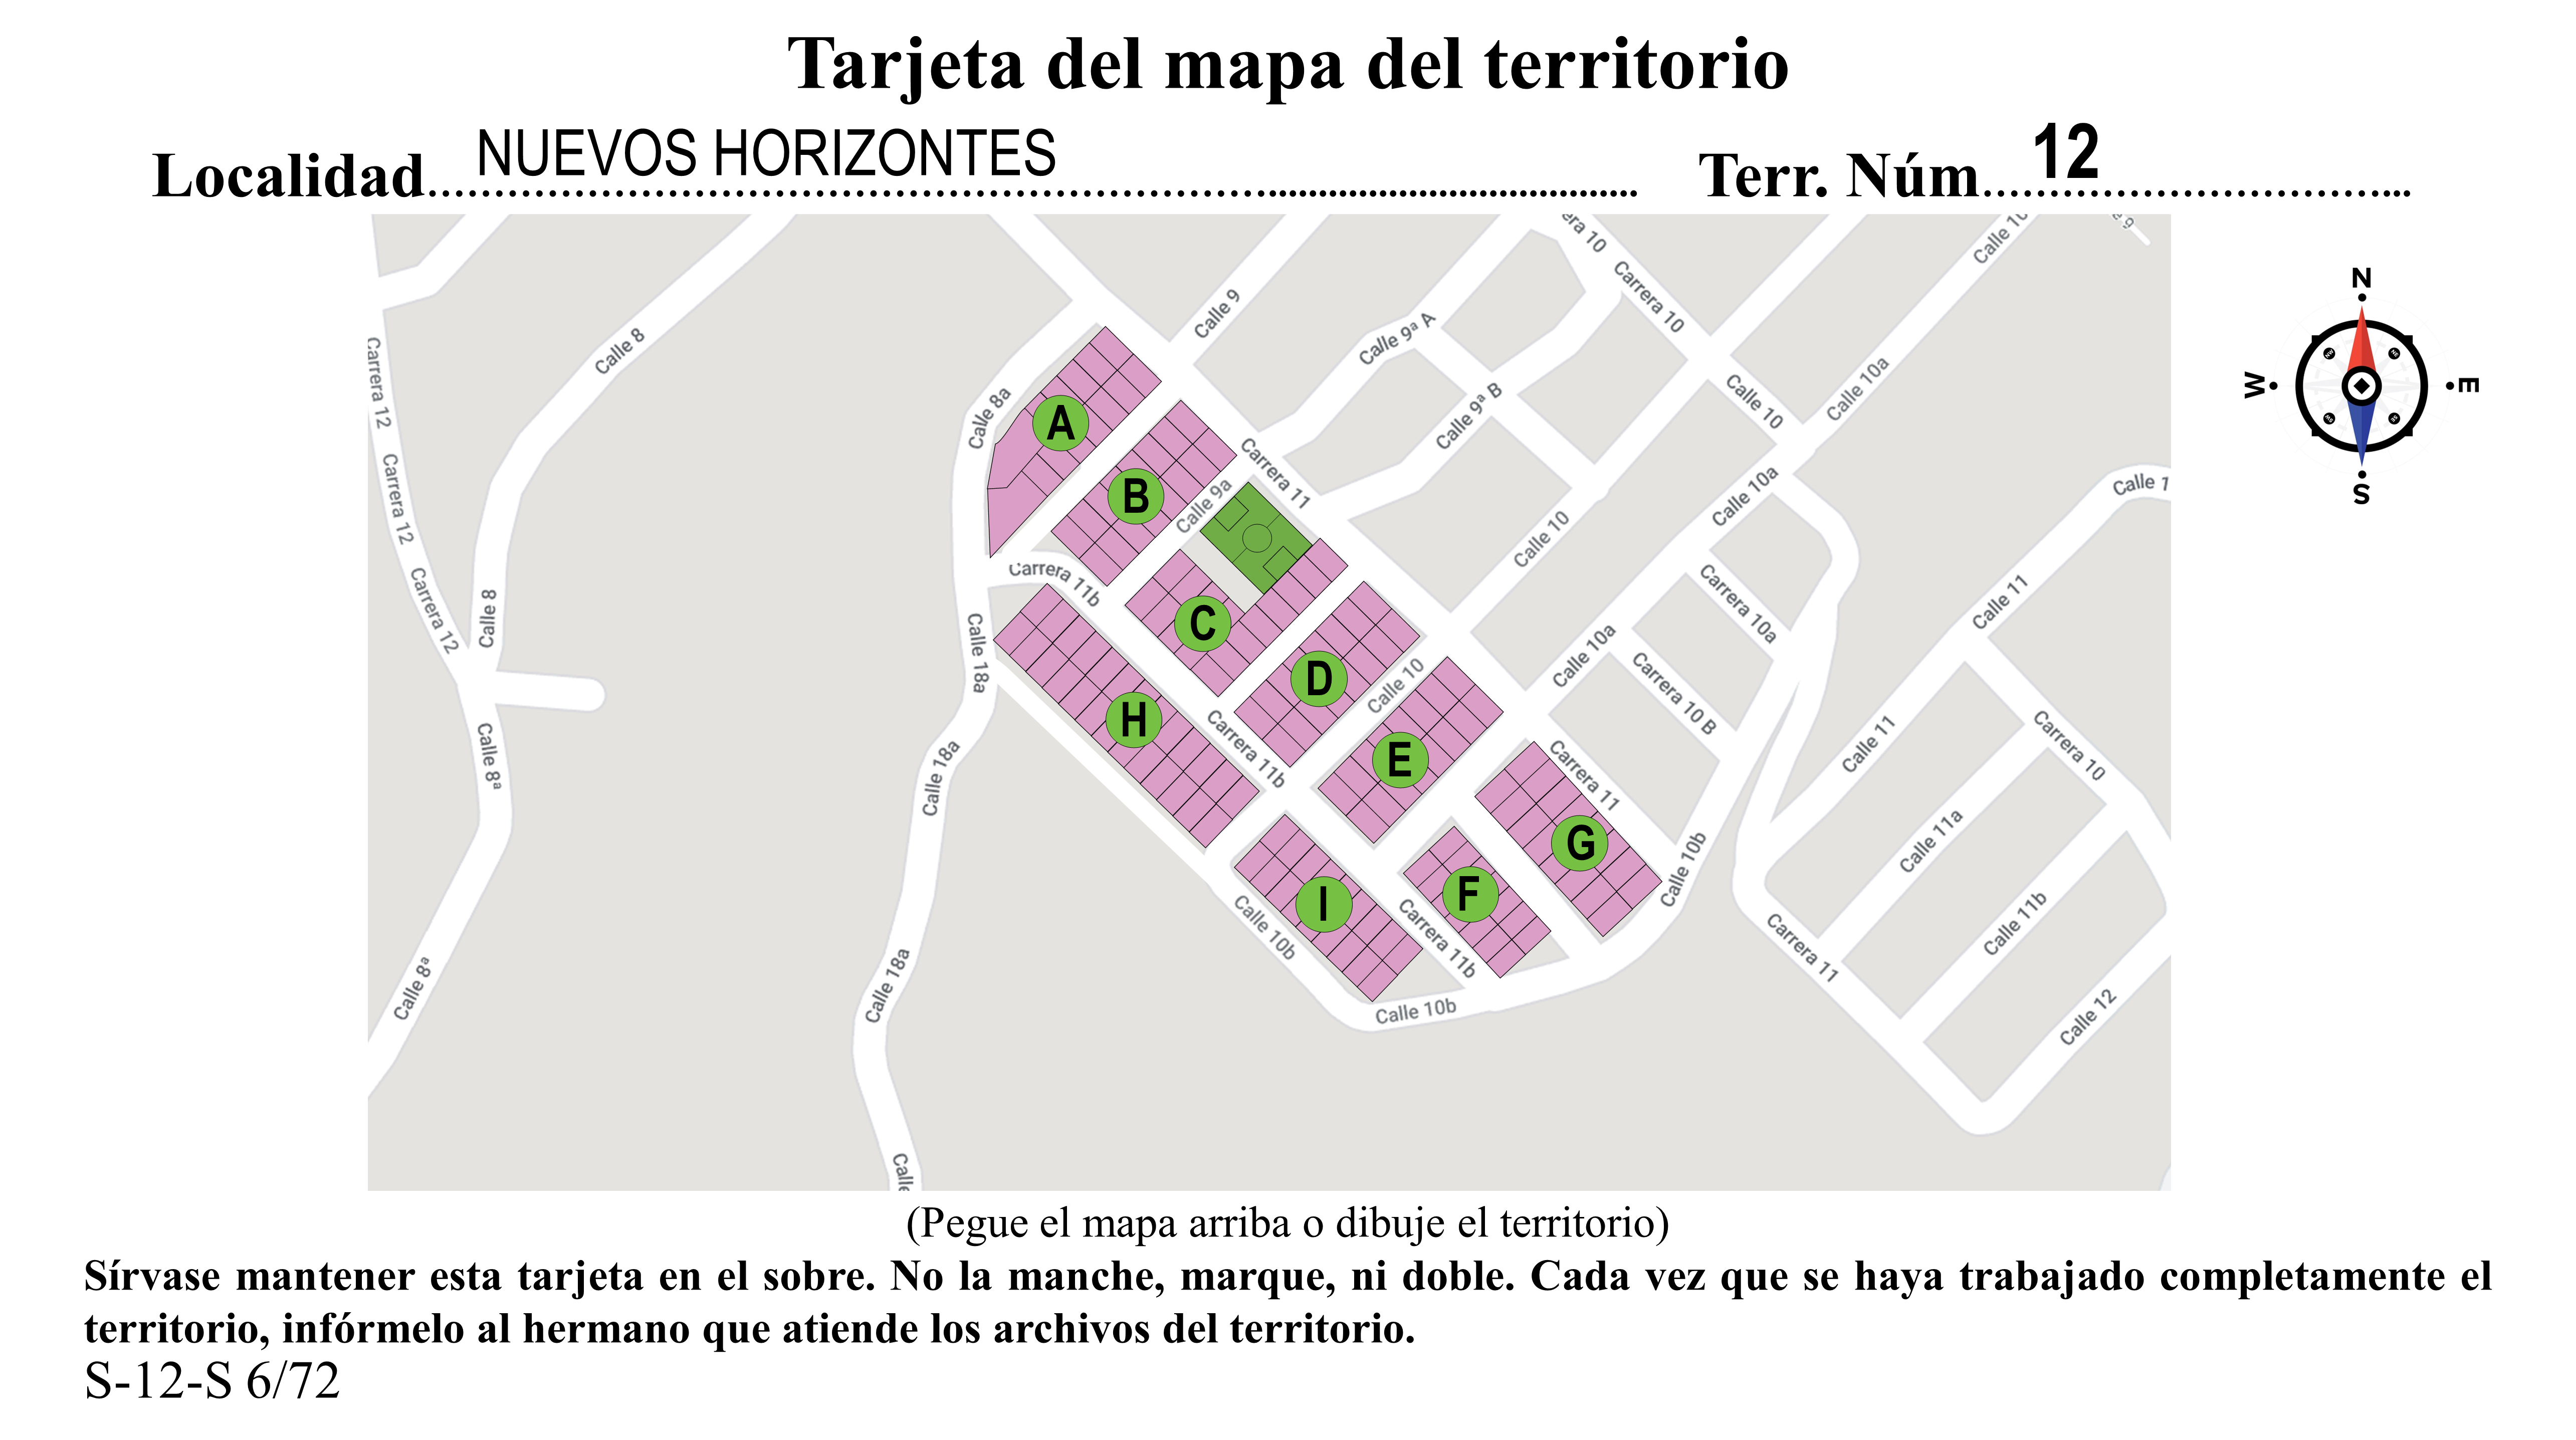 Tarjeta del mapa del territorio
Localidad NUEVOS HORIZONTES Terr. Núm. 12
Carrera 10
Calle 10
Carrera 10
Calle 9
Calle 8
Calle 9ª A
Carrera 12
Calle 8a
Carrera 10
Calle 10a
Calle 9ª B
A
B
Calle 9a
Carrera 11
Calle 10a
Calle 1
Carrera 12
Calle 10
Carrera 11b
Carrera 12
Calle 8
Carrera 10a
Calle 11
C
Calle 18a
D
Calle 10
Calle 10a
Carrera 10 B
H
Carrera 11b
E
Calle 8ª
Calle 18a
Carrera 11
Calle 11
Carrera 10
G
Calle 10b
Calle 11a
I
F
Calle 10b
Carrera 11b
Carrera 11
Calle 11b
Calle 8ª
Calle 18a
Calle 10b
Calle 12
Calle
N
W
E
S
(Pegue el mapa arriba o dibuje el territorio)
Sírvase mantener esta tarjeta en el sobre. No la manche, marque, ni doble. Cada vez que se haya trabajado completamente el
territorio, infórmelo al hermano que atiende los archivos del territorio.
S-12-S 6/72